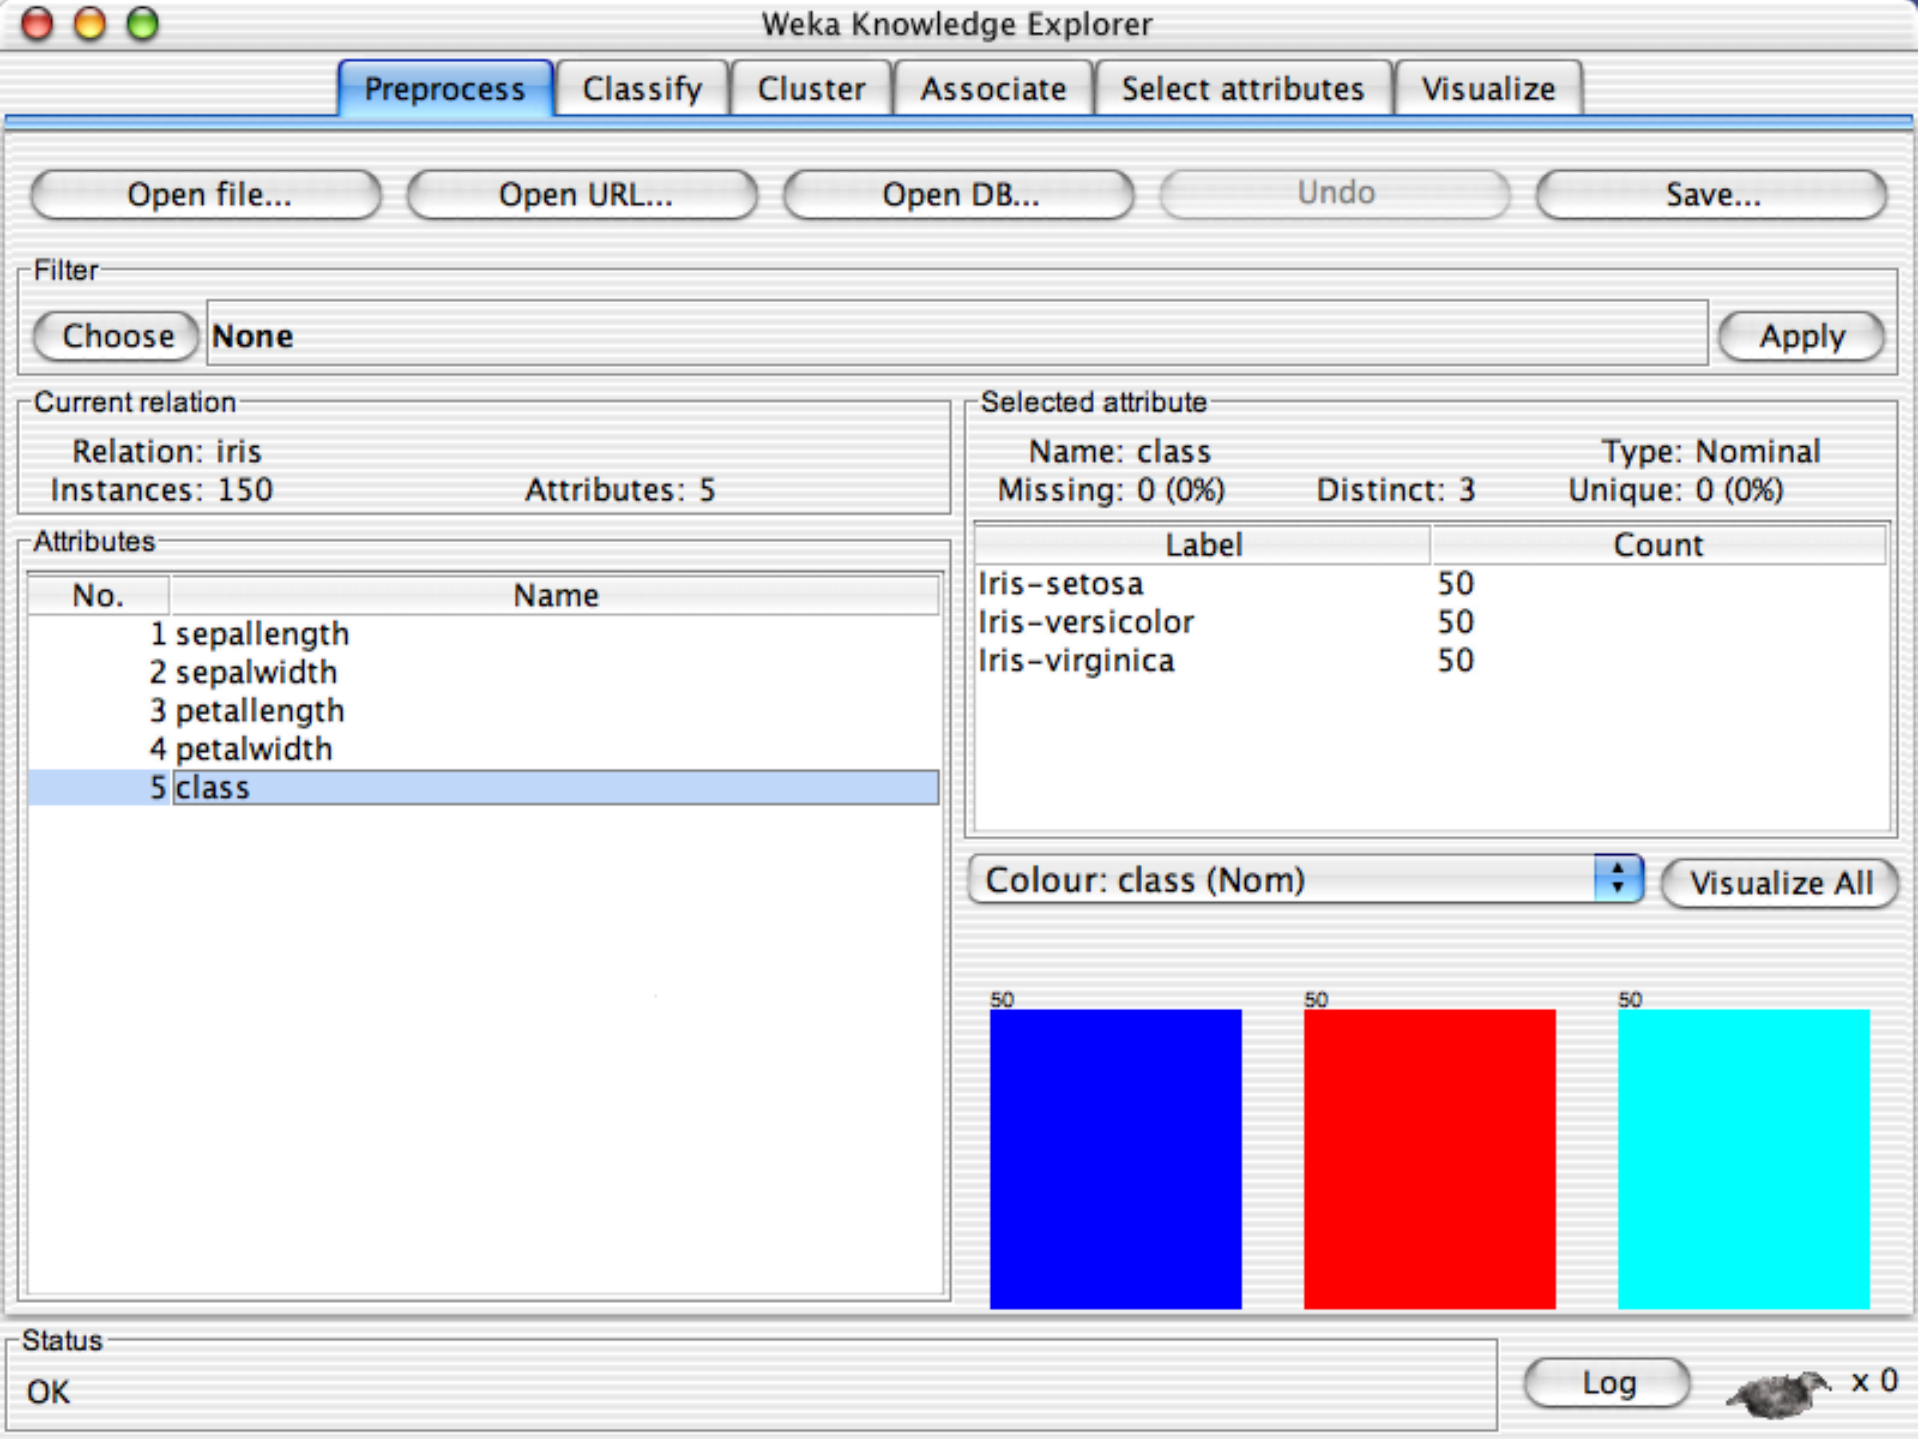 Weka Knowledge Explorer
Preprocess Classify Cluster Associate Select attributes Visualize
Open file... Open URL... Open DB... Undo Save...
Filter
Choose None Apply
Current relation
Relation: iris
Instances: 150 Attributes: 5
Attributes
No. Name
1 sepallength
2 sepalwidth
3 petallength
4 petalwidth
5 class
Selected attribute
Name: class Type: Nominal
Missing: 0 (0%) Distinct: 3 Unique: 0 (0%)
Label Count
Iris-setosa 50
Iris-versicolor 50
Iris-virginica 50
Colour: class (Nom) Visualize All
50 50 50
Status
OK
Log x 0